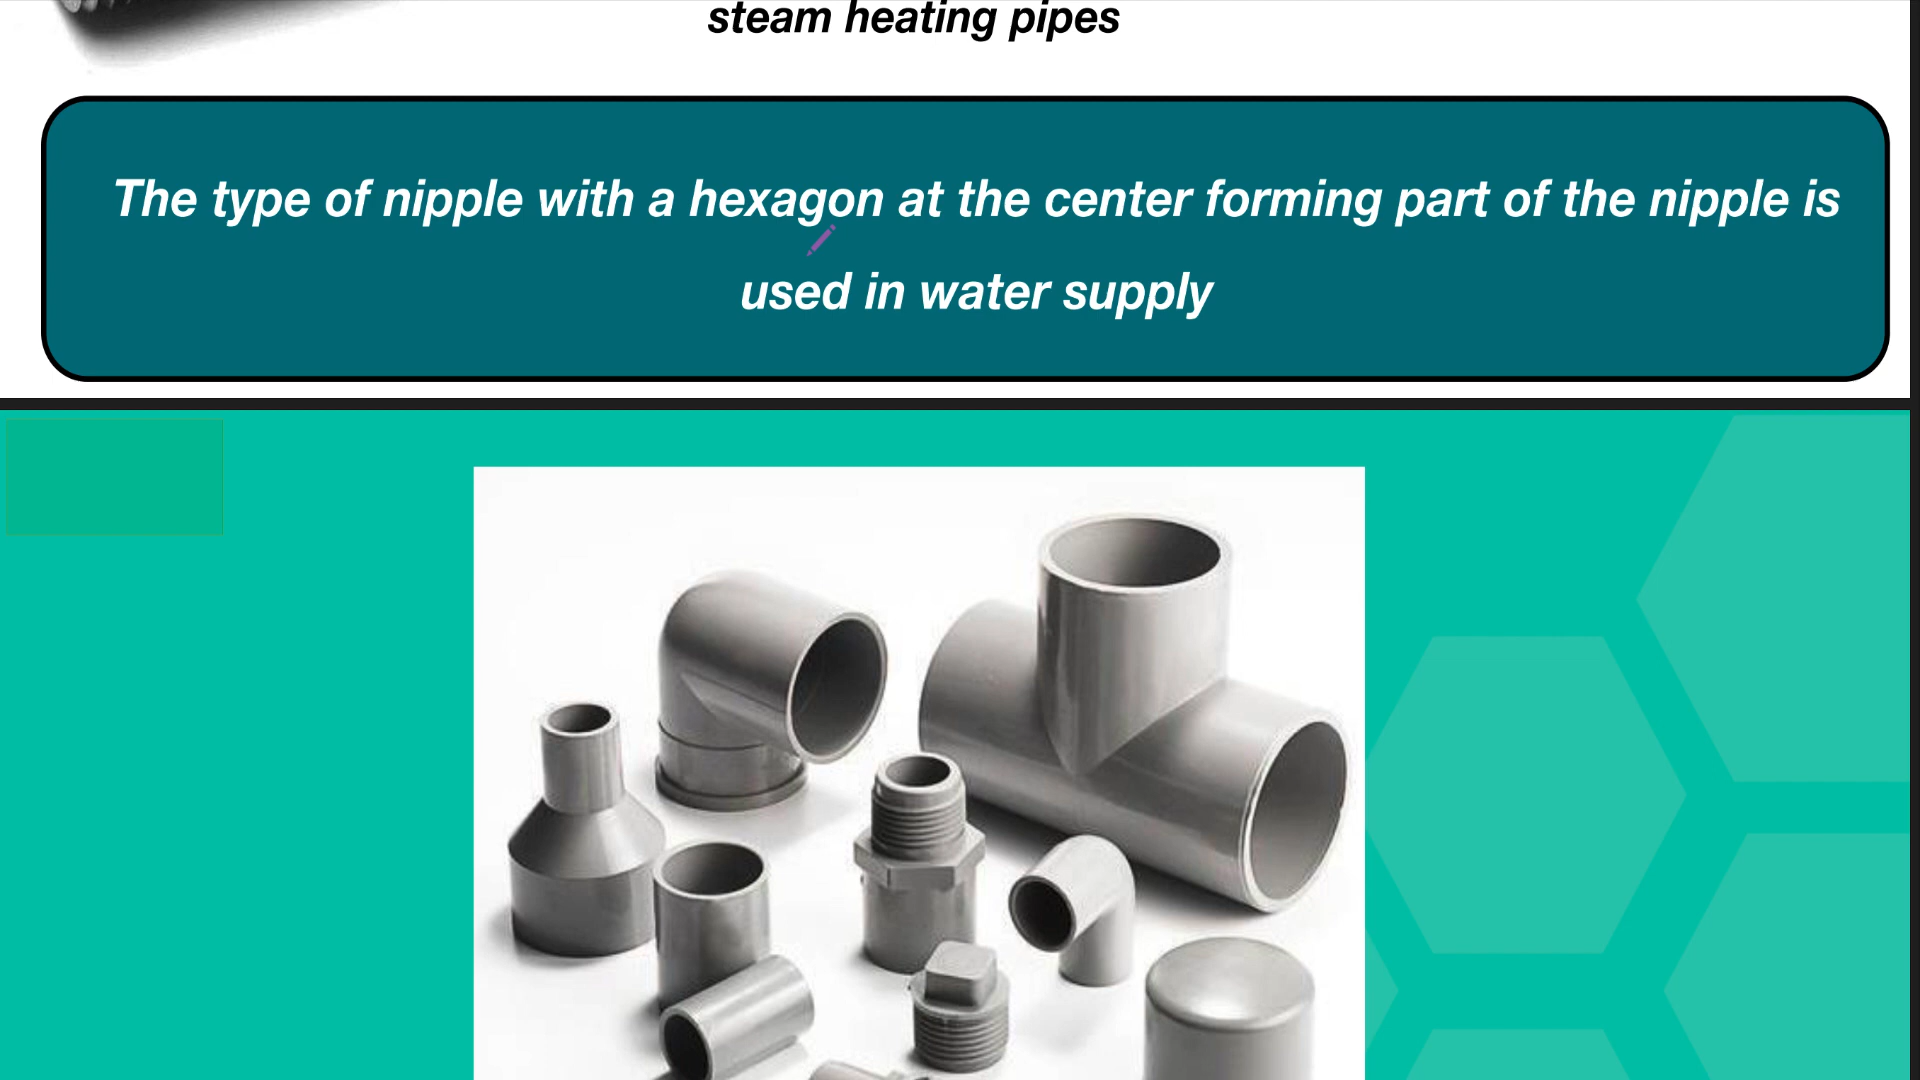 steam heating pipes
The type of nipple with a hexagon at the center forming part of the nipple is
used in water supply